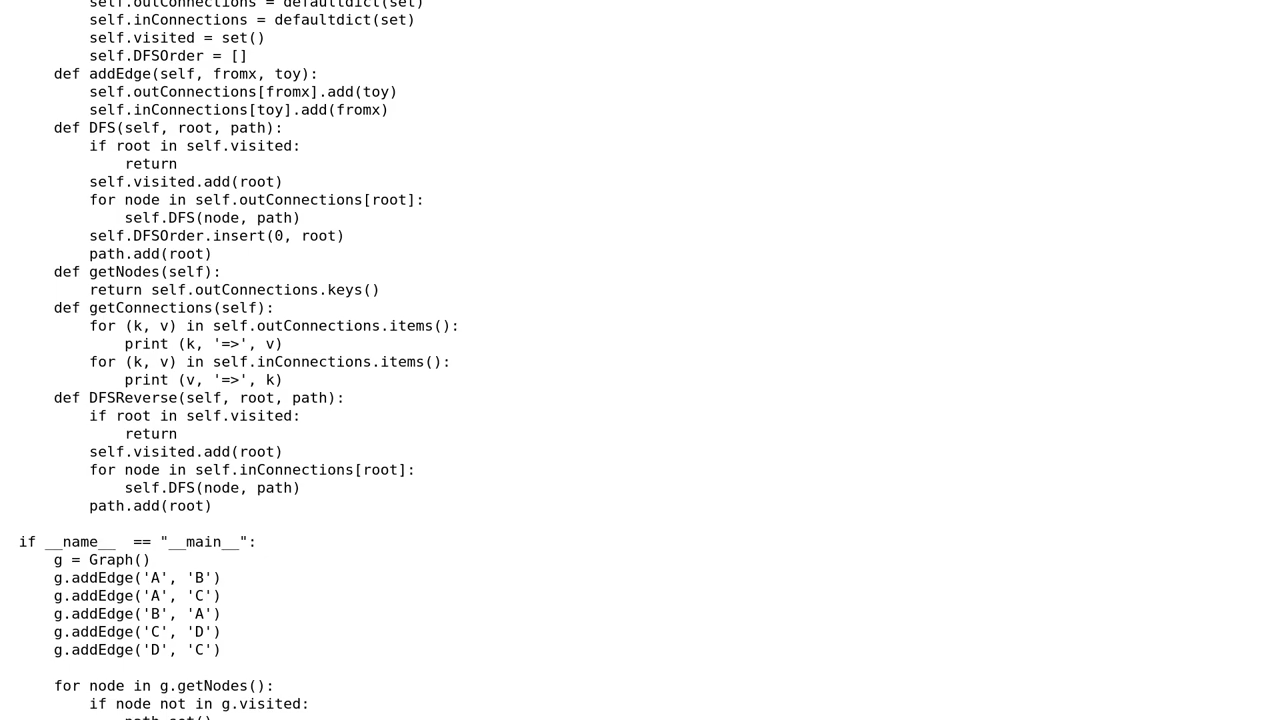 self.outConnections = defaultdict(set)
        self.inConnections = defaultdict(set)
        self.visited = set()
        self.DFSOrder = []
    def addEdge(self, fromx, toy):
        self.outConnections[fromx].add(toy)
        self.inConnections[toy].add(fromx)
    def DFS(self, root, path):
        if root in self.visited:
            return
        self.visited.add(root)
        for node in self.outConnections[root]:
            self.DFS(node, path)
        self.DFSOrder.insert(0, root)
        path.add(root)
    def getNodes(self):
        return self.outConnections.keys()
    def getConnections(self):
        for (k, v) in self.outConnections.items():
            print (k, '=>', v)
        for (k, v) in self.inConnections.items():
            print (v, '=>', k)
    def DFSReverse(self, root, path):
        if root in self.visited:
            return
        self.visited.add(root)
        for node in self.inConnections[root]:
            self.DFS(node, path)
        path.add(root)

if __name__  == "__main__":
    g = Graph()
    g.addEdge('A', 'B')
    g.addEdge('A', 'C')
    g.addEdge('B', 'A')
    g.addEdge('C', 'D')
    g.addEdge('D', 'C')

    for node in g.getNodes():
        if node not in g.visited: